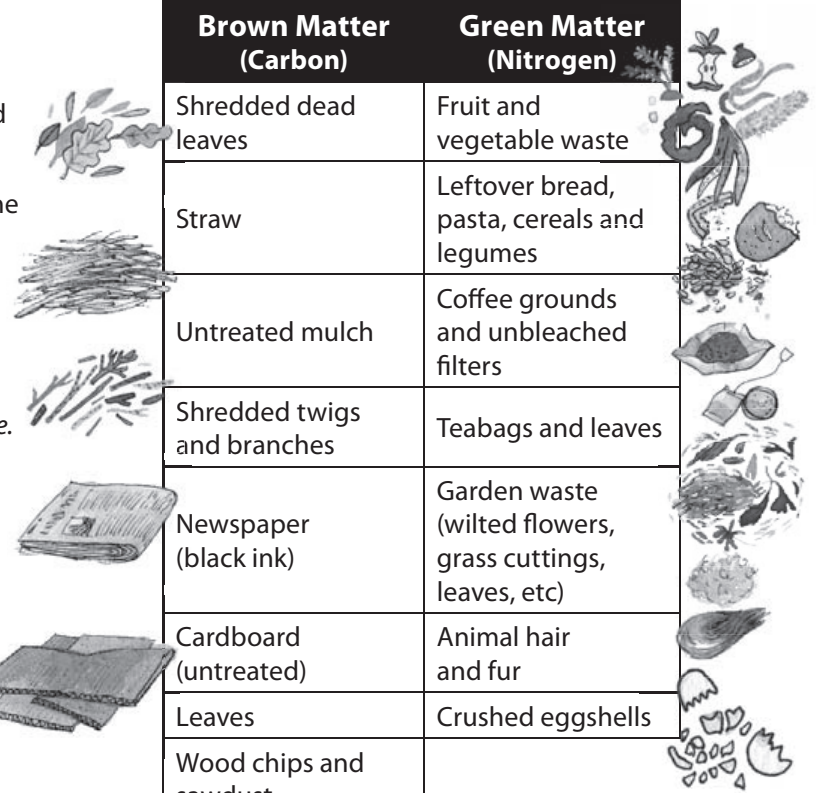 Brown Matter
(Carbon)
Green Matter
(Nitrogen)
Shredded dead
leaves
Fruit and
vegetable waste
Straw
Leftover bread,
pasta, cereals and
legumes
Untreated mulch
Coffee grounds
and unbleached
filters
Shredded twigs
and branches
Teabags and leaves
Newspaper
(black ink)
Garden waste
(wilted flowers,
grass cuttings,
leaves, etc)
Cardboard
(untreated)
Animal hair
and fur
Leaves
Crushed eggshells
Wood chips and